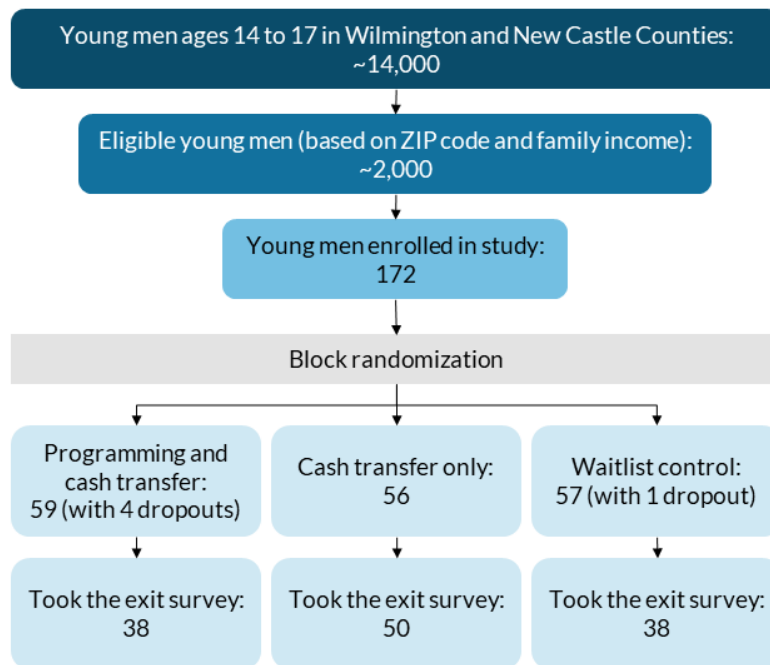 Young men ages 14 to 17 in Wilmington and New Castle Counties:
~14,000
Eligible young men (based on ZIP code and family income):
~2,000
Young men enrolled in study:
172
Block randomization
Programming and
cash transfer:
59 (with 4 dropouts)
Cash transfer only:
56
Waitlist control:
57 (with 1 dropout)
Took the exit survey:
38
Took the exit survey:
50
Took the exit survey:
38